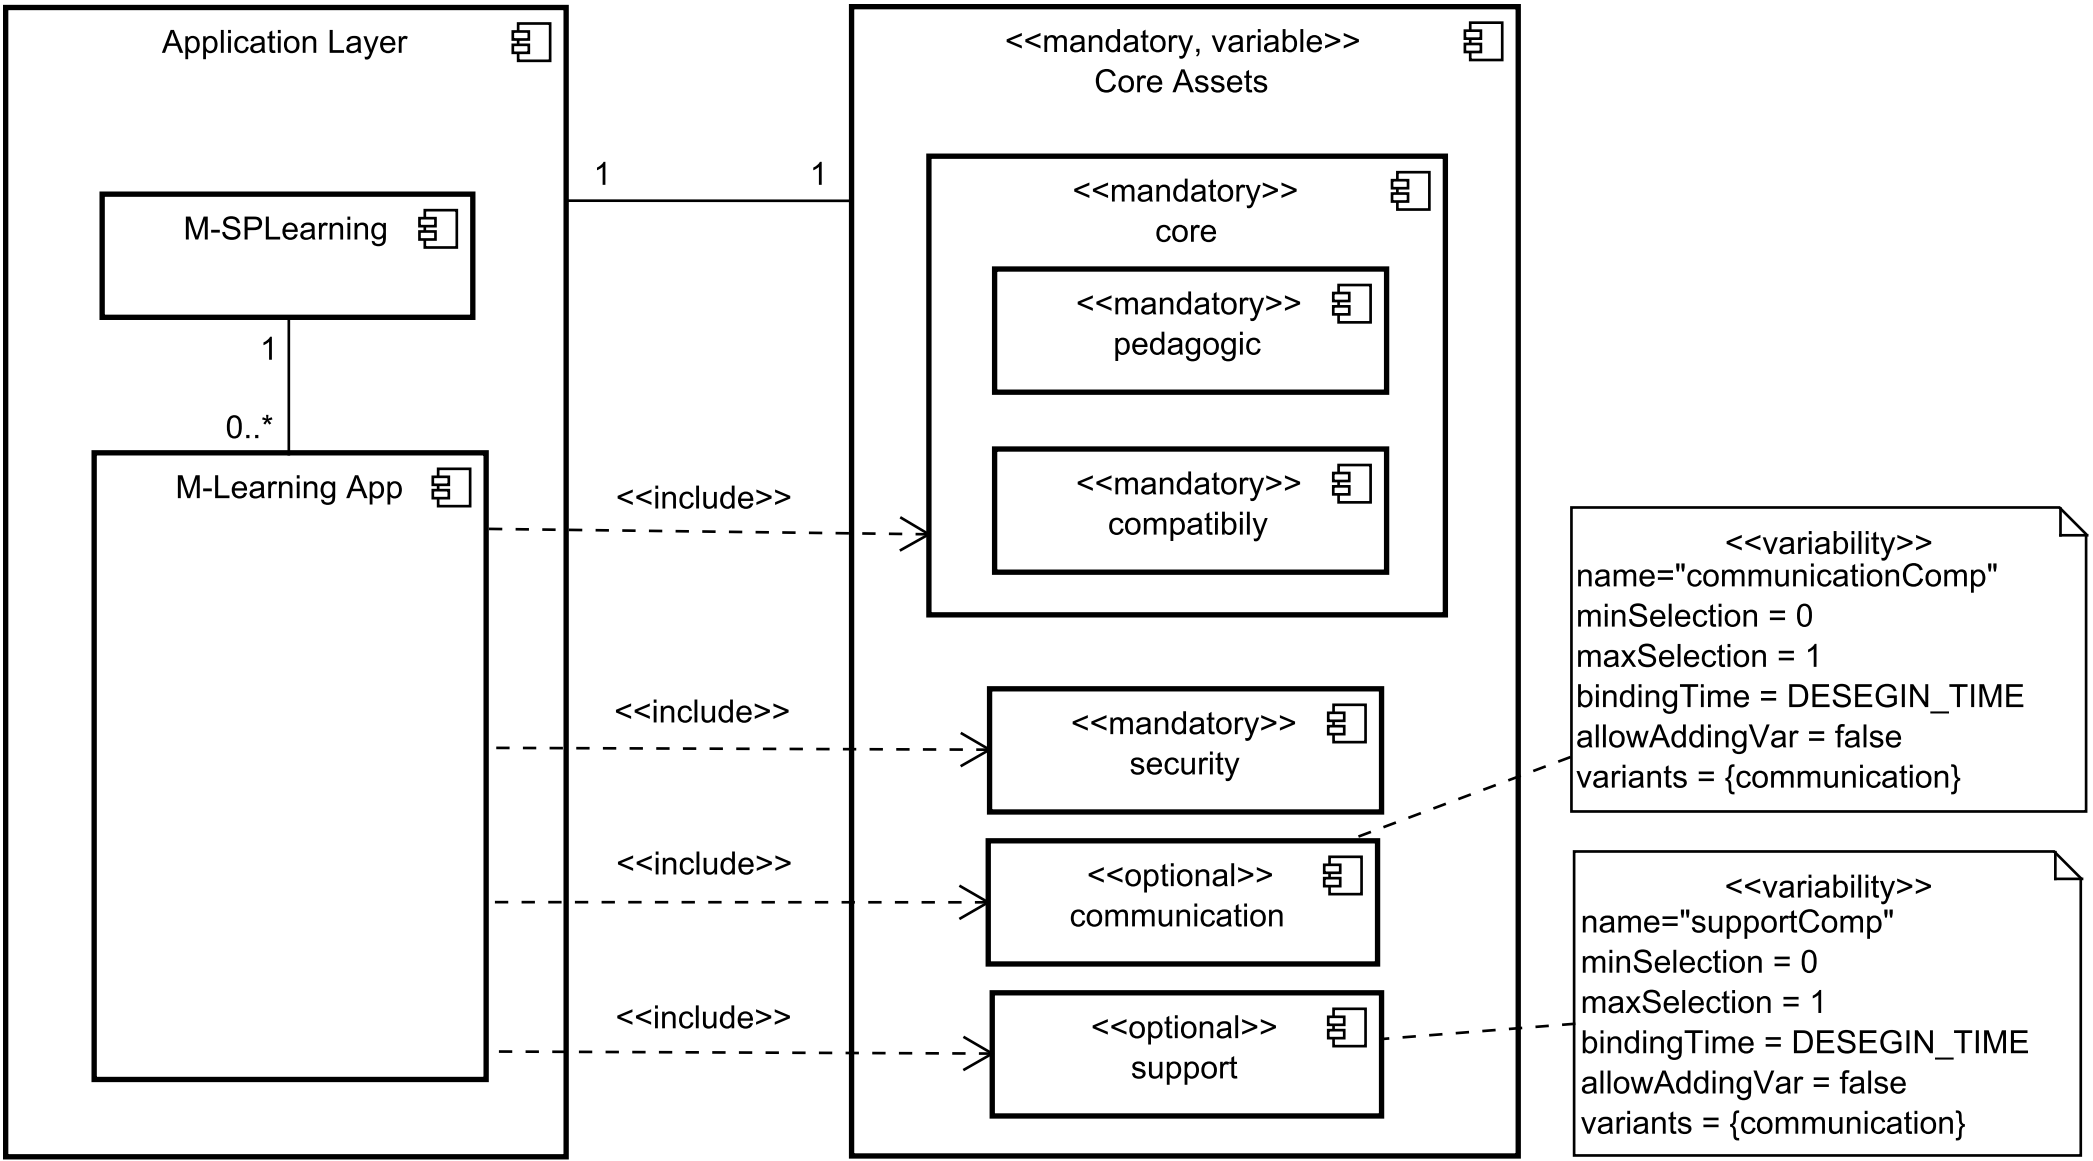 Application Layer
M-SPLearning
1
0..*
M-Learning App
1
1
<<include>>
<<include>>
<<include>>
<<include>>
<<mandatory, variable>>
Core Assets
<<mandatory>>
core
<<mandatory>>
pedagogic
<<mandatory>>
compatibily
<<mandatory>>
security
<<optional>>
communication
<<optional>>
support
<<variability>>
name="communicationComp"
minSelection = 0
maxSelection = 1
bindingTime = DESEGIN_TIME
allowAddingVar = false
variants = {communication}
<<variability>>
name="supportComp"
minSelection = 0
maxSelection = 1
bindingTime = DESEGIN_TIME
allowAddingVar = false
variants = {communication}